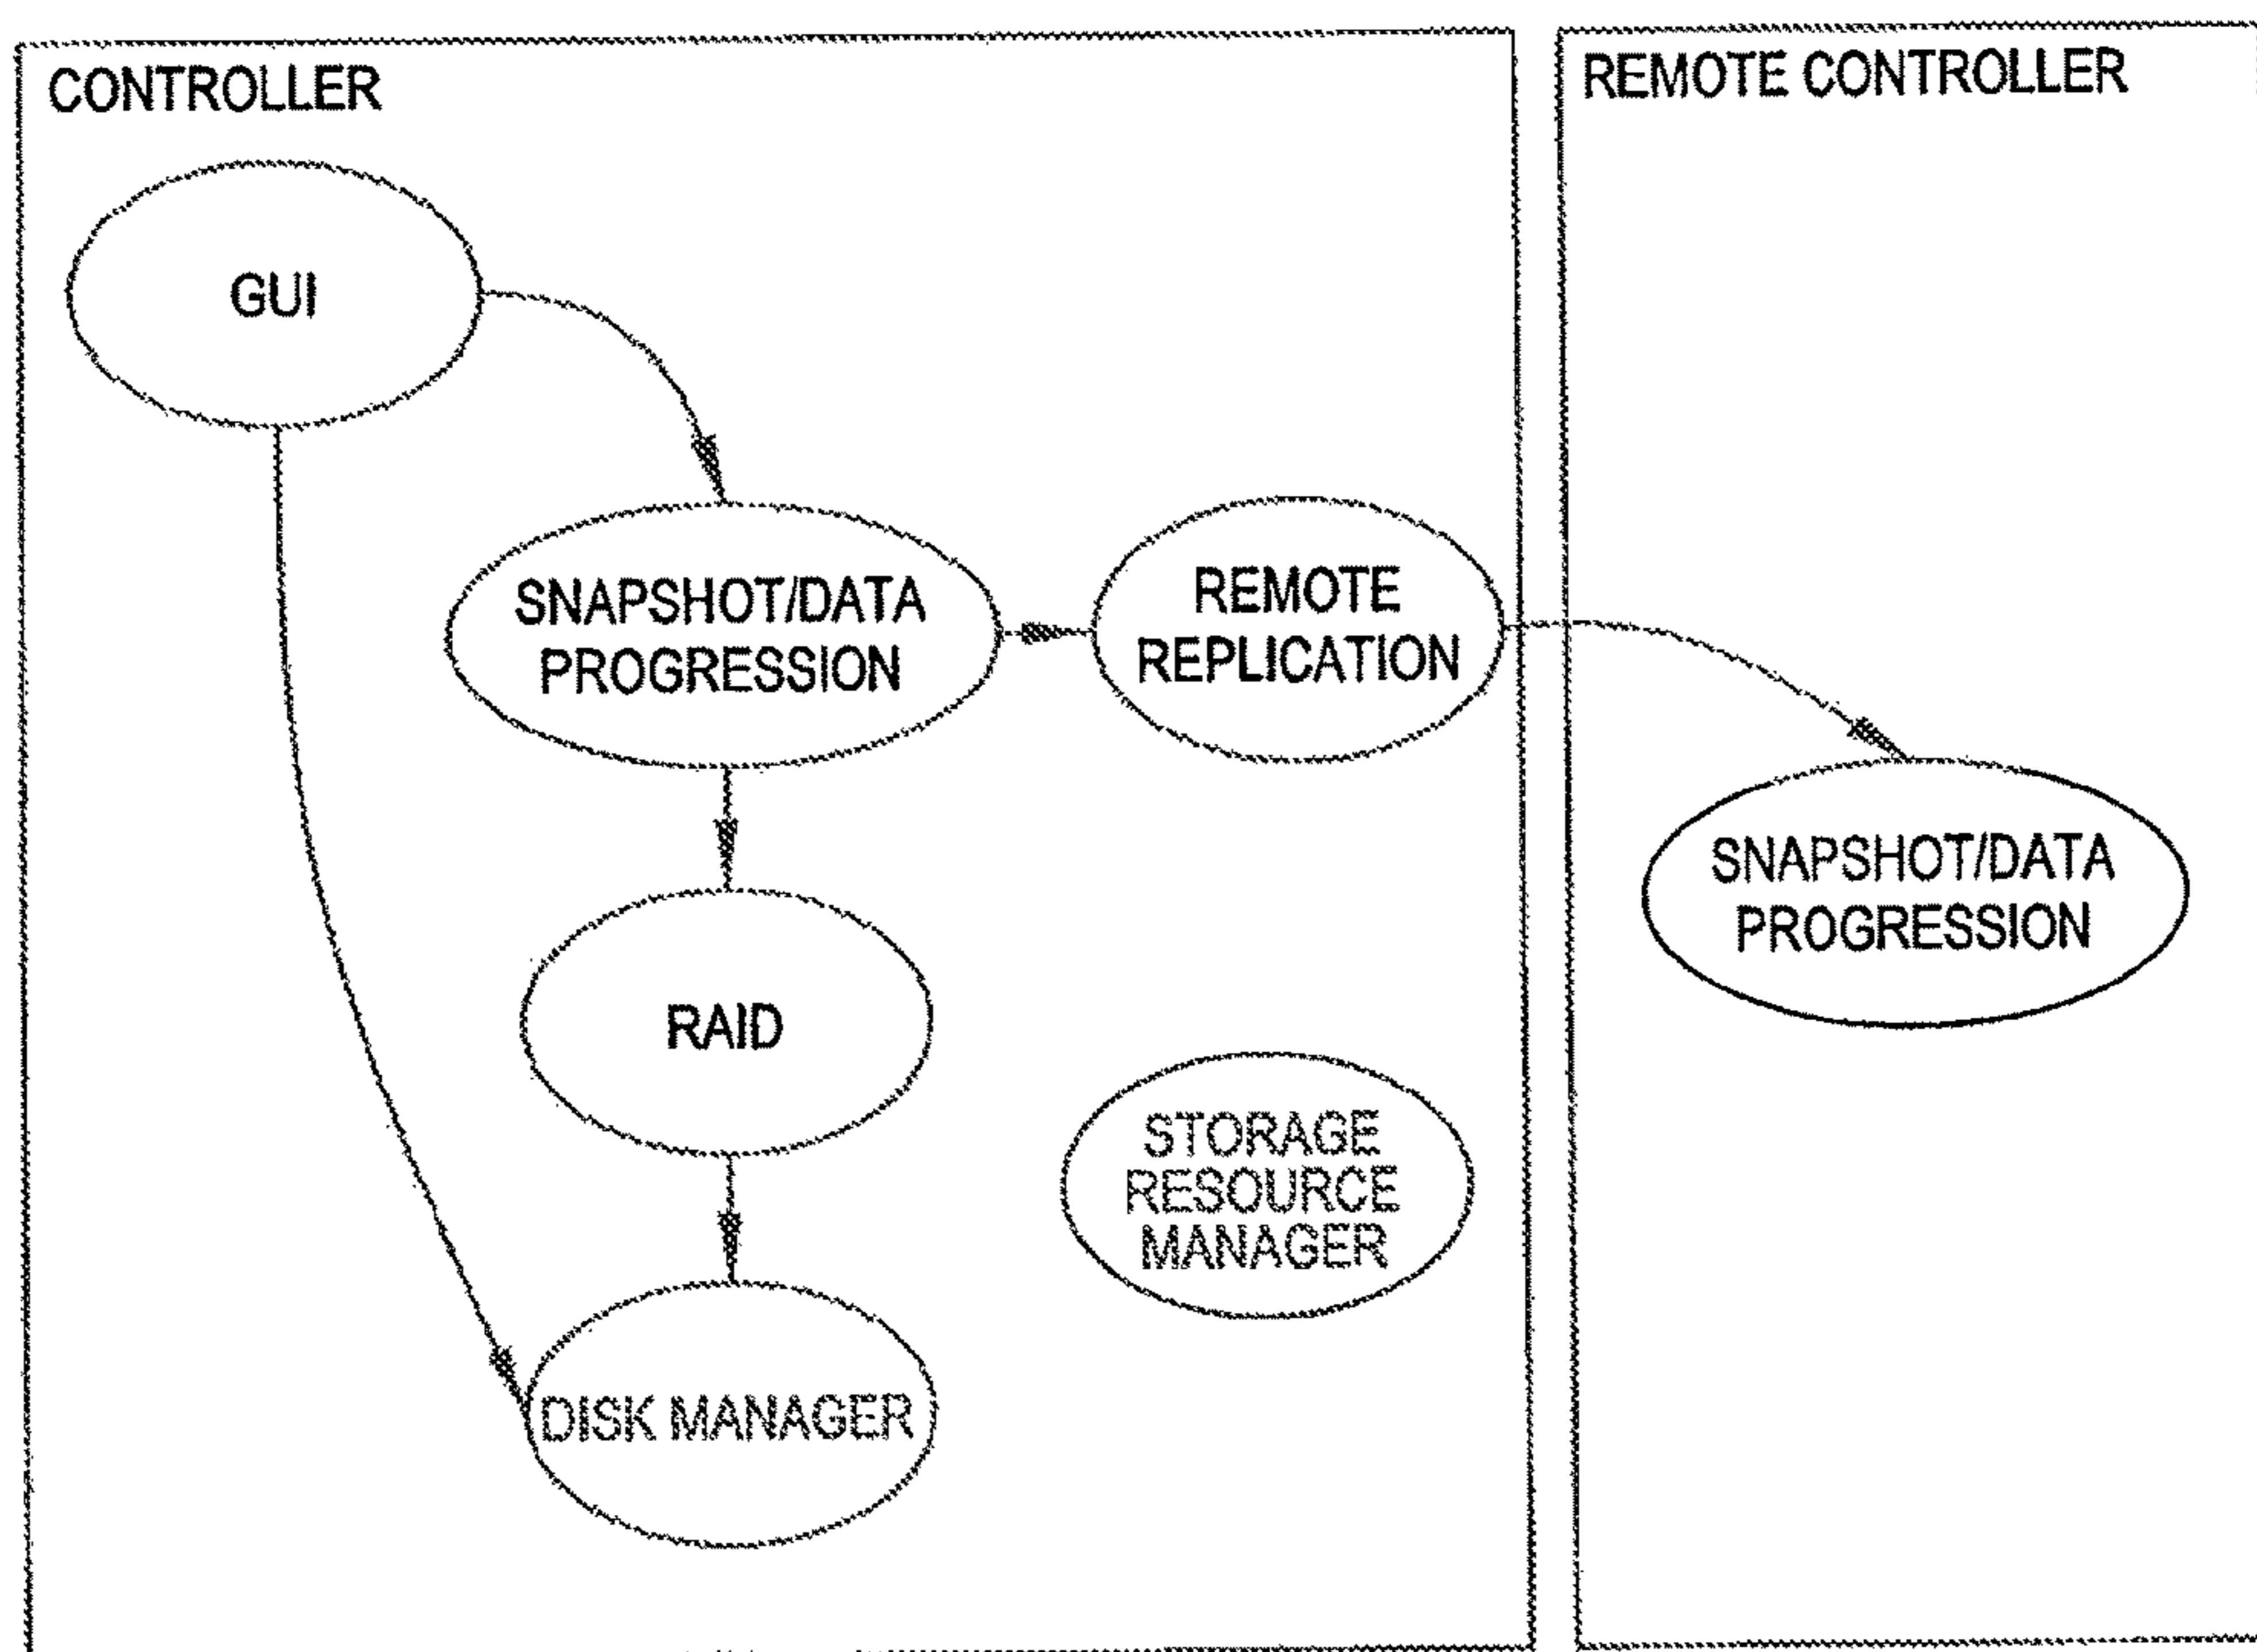 CONTROLLER
REMOTE CONTROLLER
GUI
SNAPSHOT/DATA
PROGRESSION
REMOTE
REPLICATION
SNAPSHOT/DATA
PROGRESSION
RAID
STORAGE
RESOURCE
MANAGER
DISK MANAGER